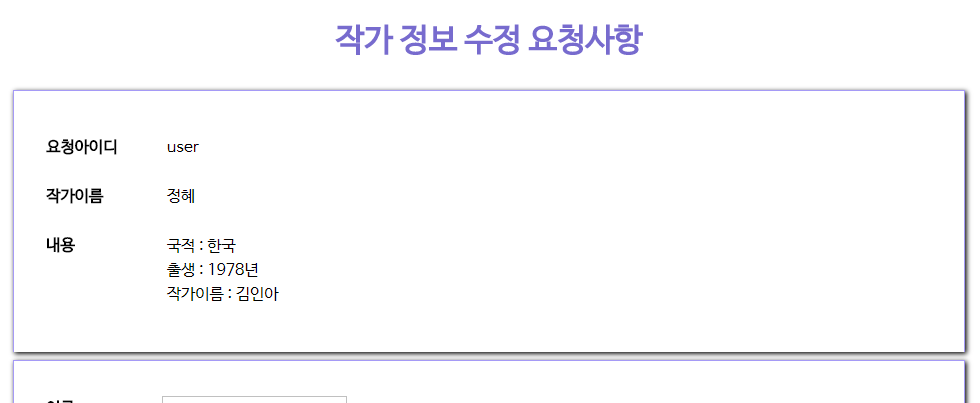 작가 정보 수정 요청사항
요청아이디 user
작가이름 정혜
내용 국적 : 한국
출생 : 1978년
작가이름 : 김인아